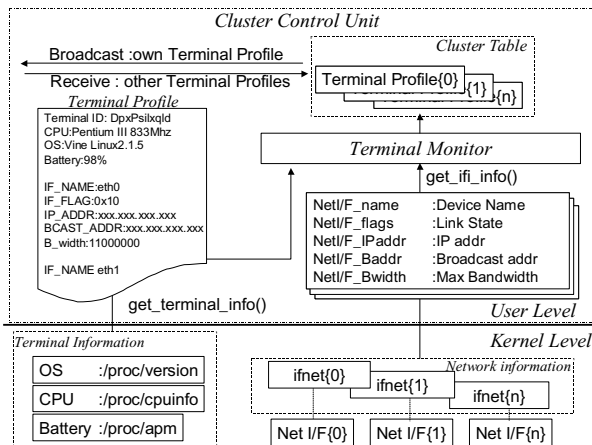 Cluster Control Unit
Broadcast :own Terminal Profile
Receive : other Terminal Profiles
Cluster Table
Terminal Profile{0}
{1}
{n}
Terminal Profile
Terminal ID: DpxPsilxqld
CPU:Pentium III 833Mhz
OS:Vine Linux2.1.5
Battery:98%
IF_NAME:eth0
IF_FLAG:0x10
IP_ADDR:xxx.xxx.xxx.xxx
BCAST_ADDR:xxx.xxx.xxx.xxx
B_width:11000000
IF_NAME eth1
Terminal Monitor
get_ifi_info()
NetI/F_name :Device Name
NetI/F_flags :Link State
NetI/F_IPaddr :IP addr
NetI/F_Baddr :Broadcast addr
NetI/F_Bwidth :Max Bandwidth
get_terminal_info()
User Level
Kernel Level
Terminal Information
OS :/proc/version
CPU :/proc/cpuinfo
Battery :/proc/apm
Network information
ifnet{0}
ifnet{1}
ifnet{n}
Net I/F{0}
Net I/F{1}
Net I/F{n}